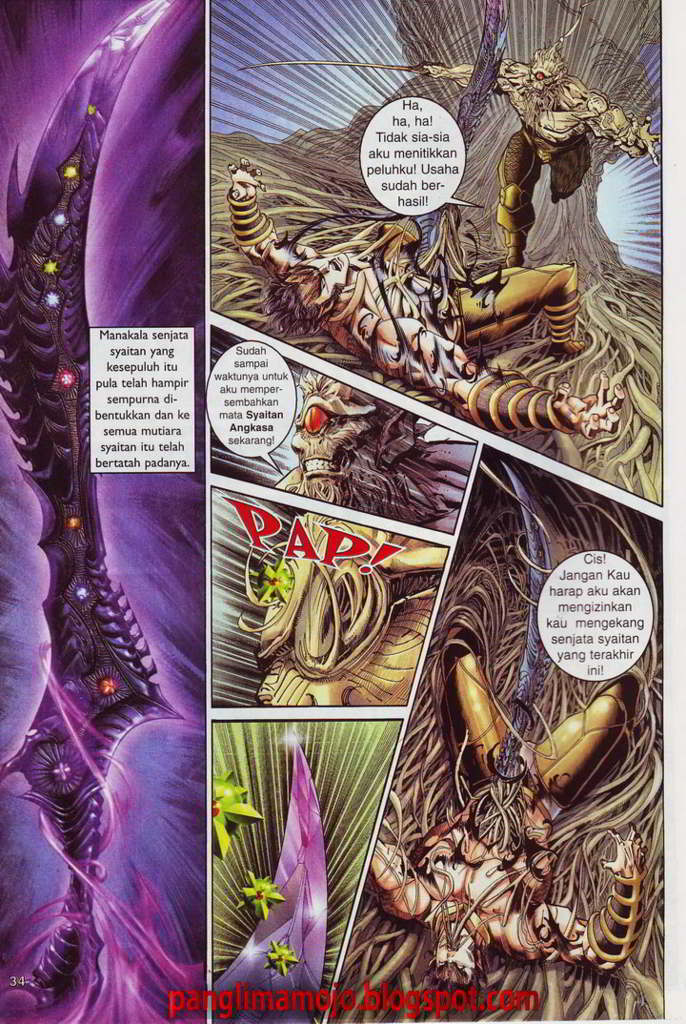 Manakala senjata
syaitan yang
kesepuluh itu
pula telah hampir
sempurna di-
bentukkan dan ke
semua mutiara
syaitan itu telah
bertatah padanya.
Ha,
ha, ha!
Tidak sia-sia
aku menitikkan
peluhku! Usaha
sudah ber-
hasil!
Sudah
sampai
waktunya untuk
aku memper-
sembahkan
mata Syaitan
Angkasa
sekarang!
PAP!
Cis!
Jangan Kau
harap aku akan
mengizinkan
kau mengekang
senjata syaitan
yang terakhir
ini!
34
panglimamojo.blogspot.com